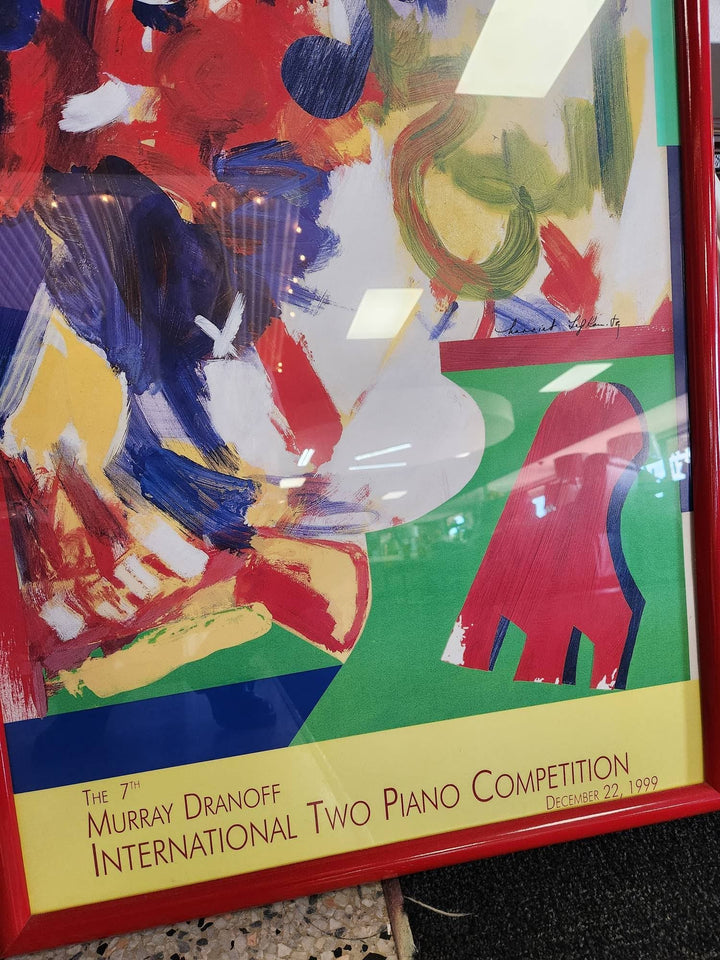 The 7th
Murray Dranoff
International Two Piano Competition
December 22, 1999